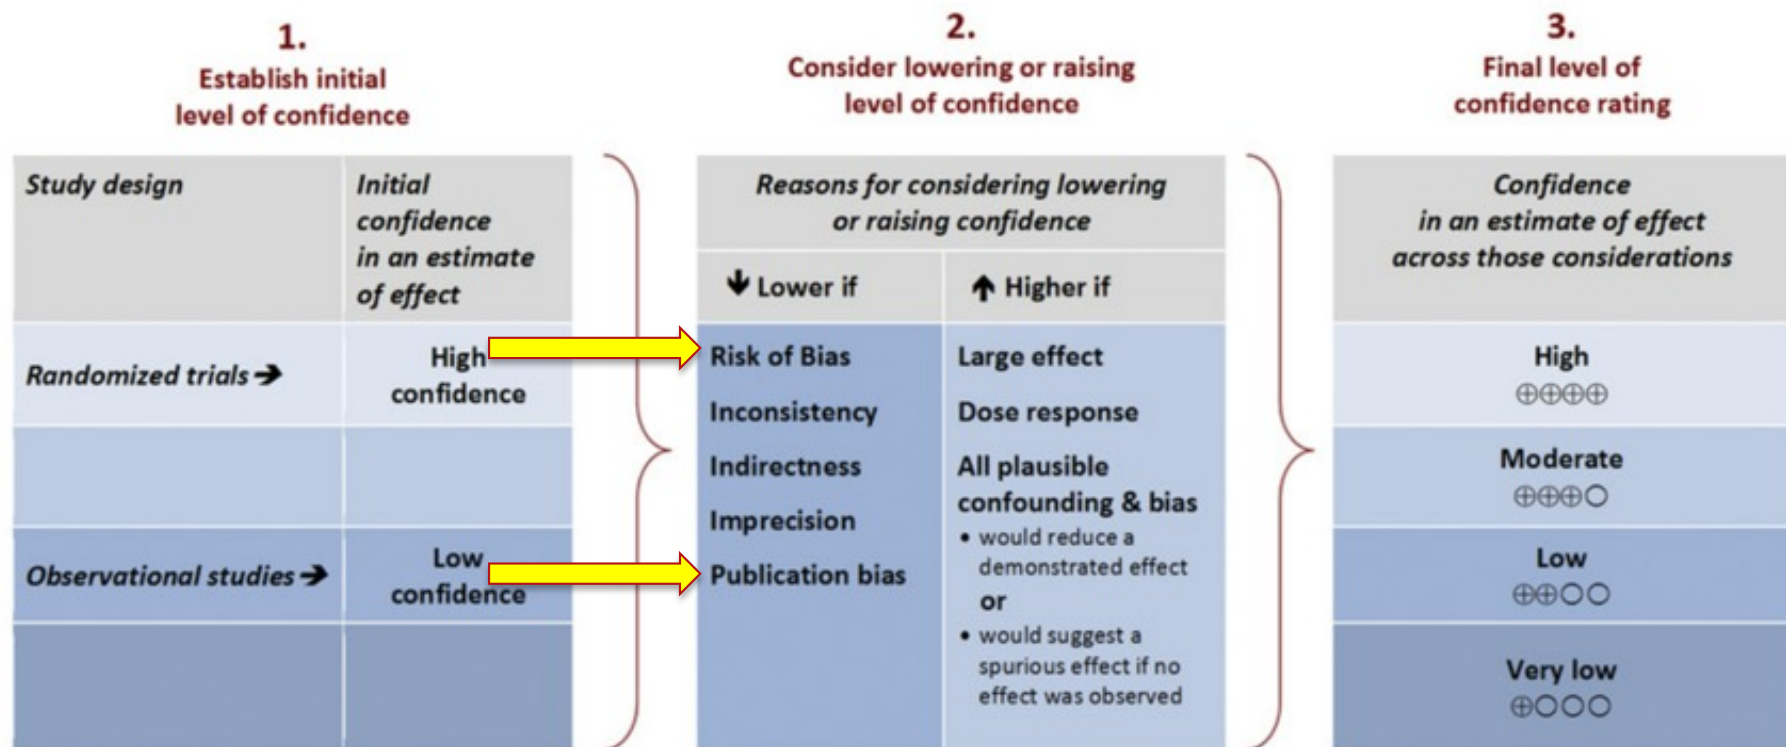 1.
Establish initial
level of confidence
Study design
Initial
confidence
in an estimate
of effect
Randomized trials ➔
High
confidence
Observational studies ➔
Low
confidence
2.
Consider lowering or raising
level of confidence
Reasons for considering lowering
or raising confidence
🡻 Lower if
Risk of Bias
Inconsistency
Indirectness
Imprecision
Publication bias
🡹 Higher if
Large effect
Dose response
All plausible
confounding & bias
• would reduce a
demonstrated effect
or
• would suggest a
spurious effect if no
effect was observed
3.
Final level of
confidence rating
Confidence
in an estimate of effect
across those considerations
High
⊕⊕⊕⊕
Moderate
⊕⊕⊕○
Low
⊕⊕○○
Very low
⊕○○○